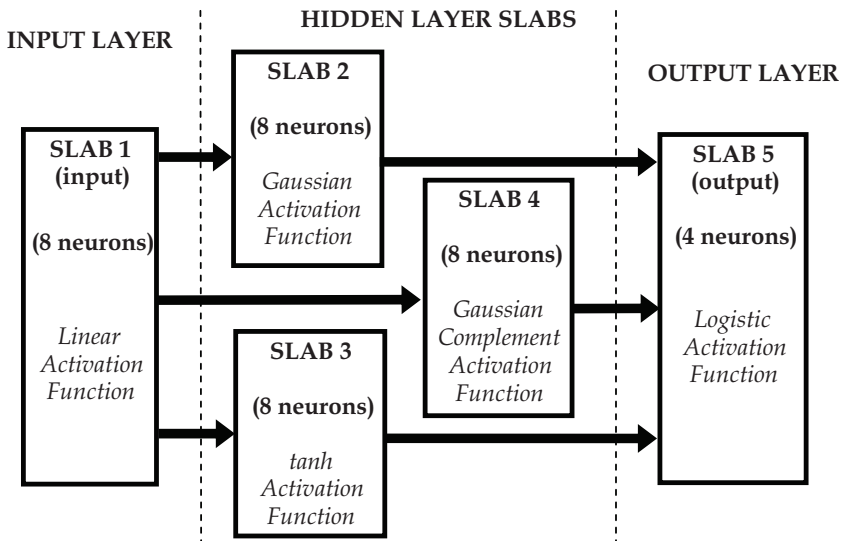 HIDDEN LAYER SLABS
INPUT LAYER
OUTPUT LAYER
SLAB 1
(input)
(8 neurons)
Linear
Activation
Function
SLAB 2
(8 neurons)
Gaussian
Activation
Function
SLAB 3
(8 neurons)
tanh
Activation
Function
SLAB 4
(8 neurons)
Gaussian
Complement
Activation
Function
SLAB 5
(output)
(4 neurons)
Logistic
Activation
Function